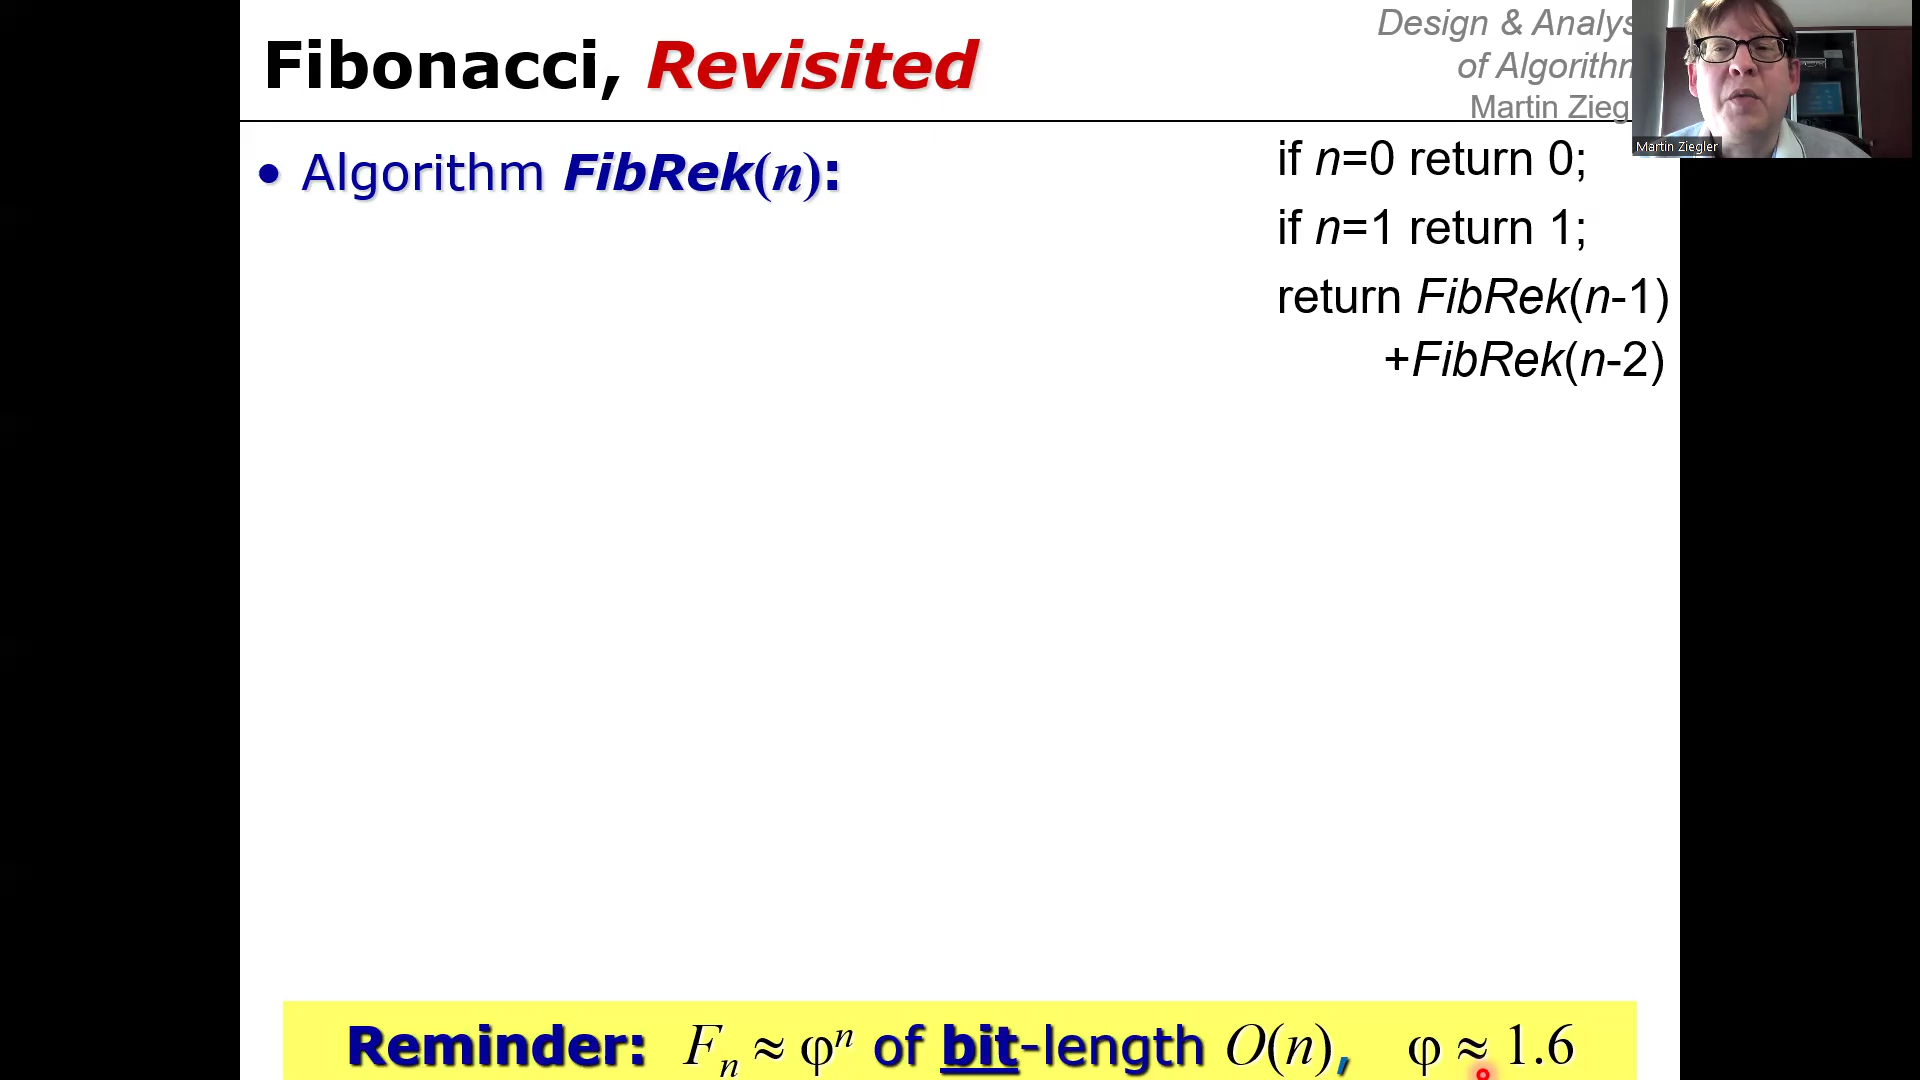 Fibonacci, Revisited
Design & Analys
of Algorithm
Martin Zieg
Martin Ziegler
• Algorithm FibRek(n):
if n=0 return 0;
if n=1 return 1;
return FibRek(n-1)
+FibRek(n-2)
Reminder: Fₙ ≈ φⁿ of bit-length O(n), φ ≈ 1.6